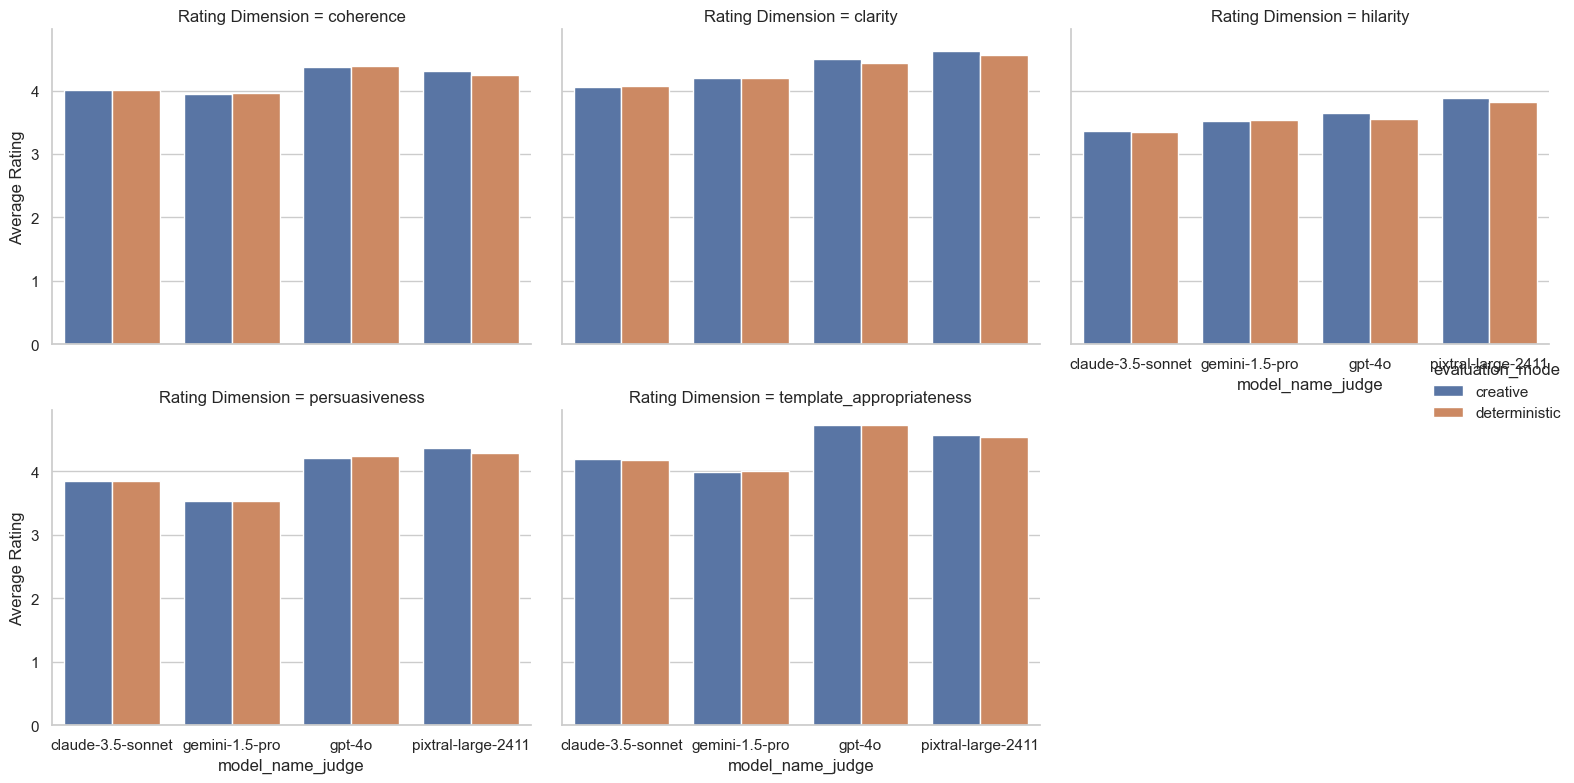 Rating Dimension = coherence
Rating Dimension = clarity
Rating Dimension = hilarity
Average Rating
4
3
2
1
0
claude-3.5-sonnet gemini-1.5-pro gpt-4o pixtral-large-2411
model_name_judge
evaluation_mode
creative
deterministic
Rating Dimension = persuasiveness
Rating Dimension = template_appropriateness
Average Rating
4
3
2
1
0
claude-3.5-sonnet gemini-1.5-pro gpt-4o pixtral-large-2411
model_name_judge
claude-3.5-sonnet gemini-1.5-pro gpt-4o pixtral-large-2411
model_name_judge